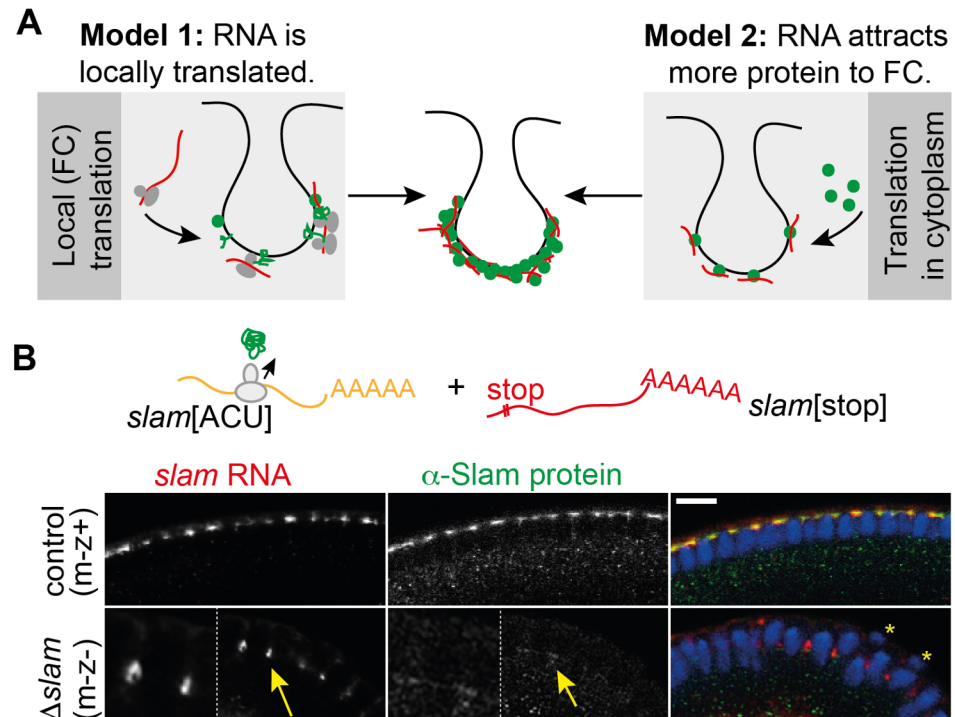 A
Model 1: RNA is
locally translated.
Model 2: RNA attracts
more protein to FC.
Local (FC)
translation
Translation
in cytoplasm
B
AAAAA
+
stop
AAAAAA
slam[ACU]
slam[stop]
slam RNA
α-Slam protein
control
(m-z+)
Δslam
(m-z-)
*
*